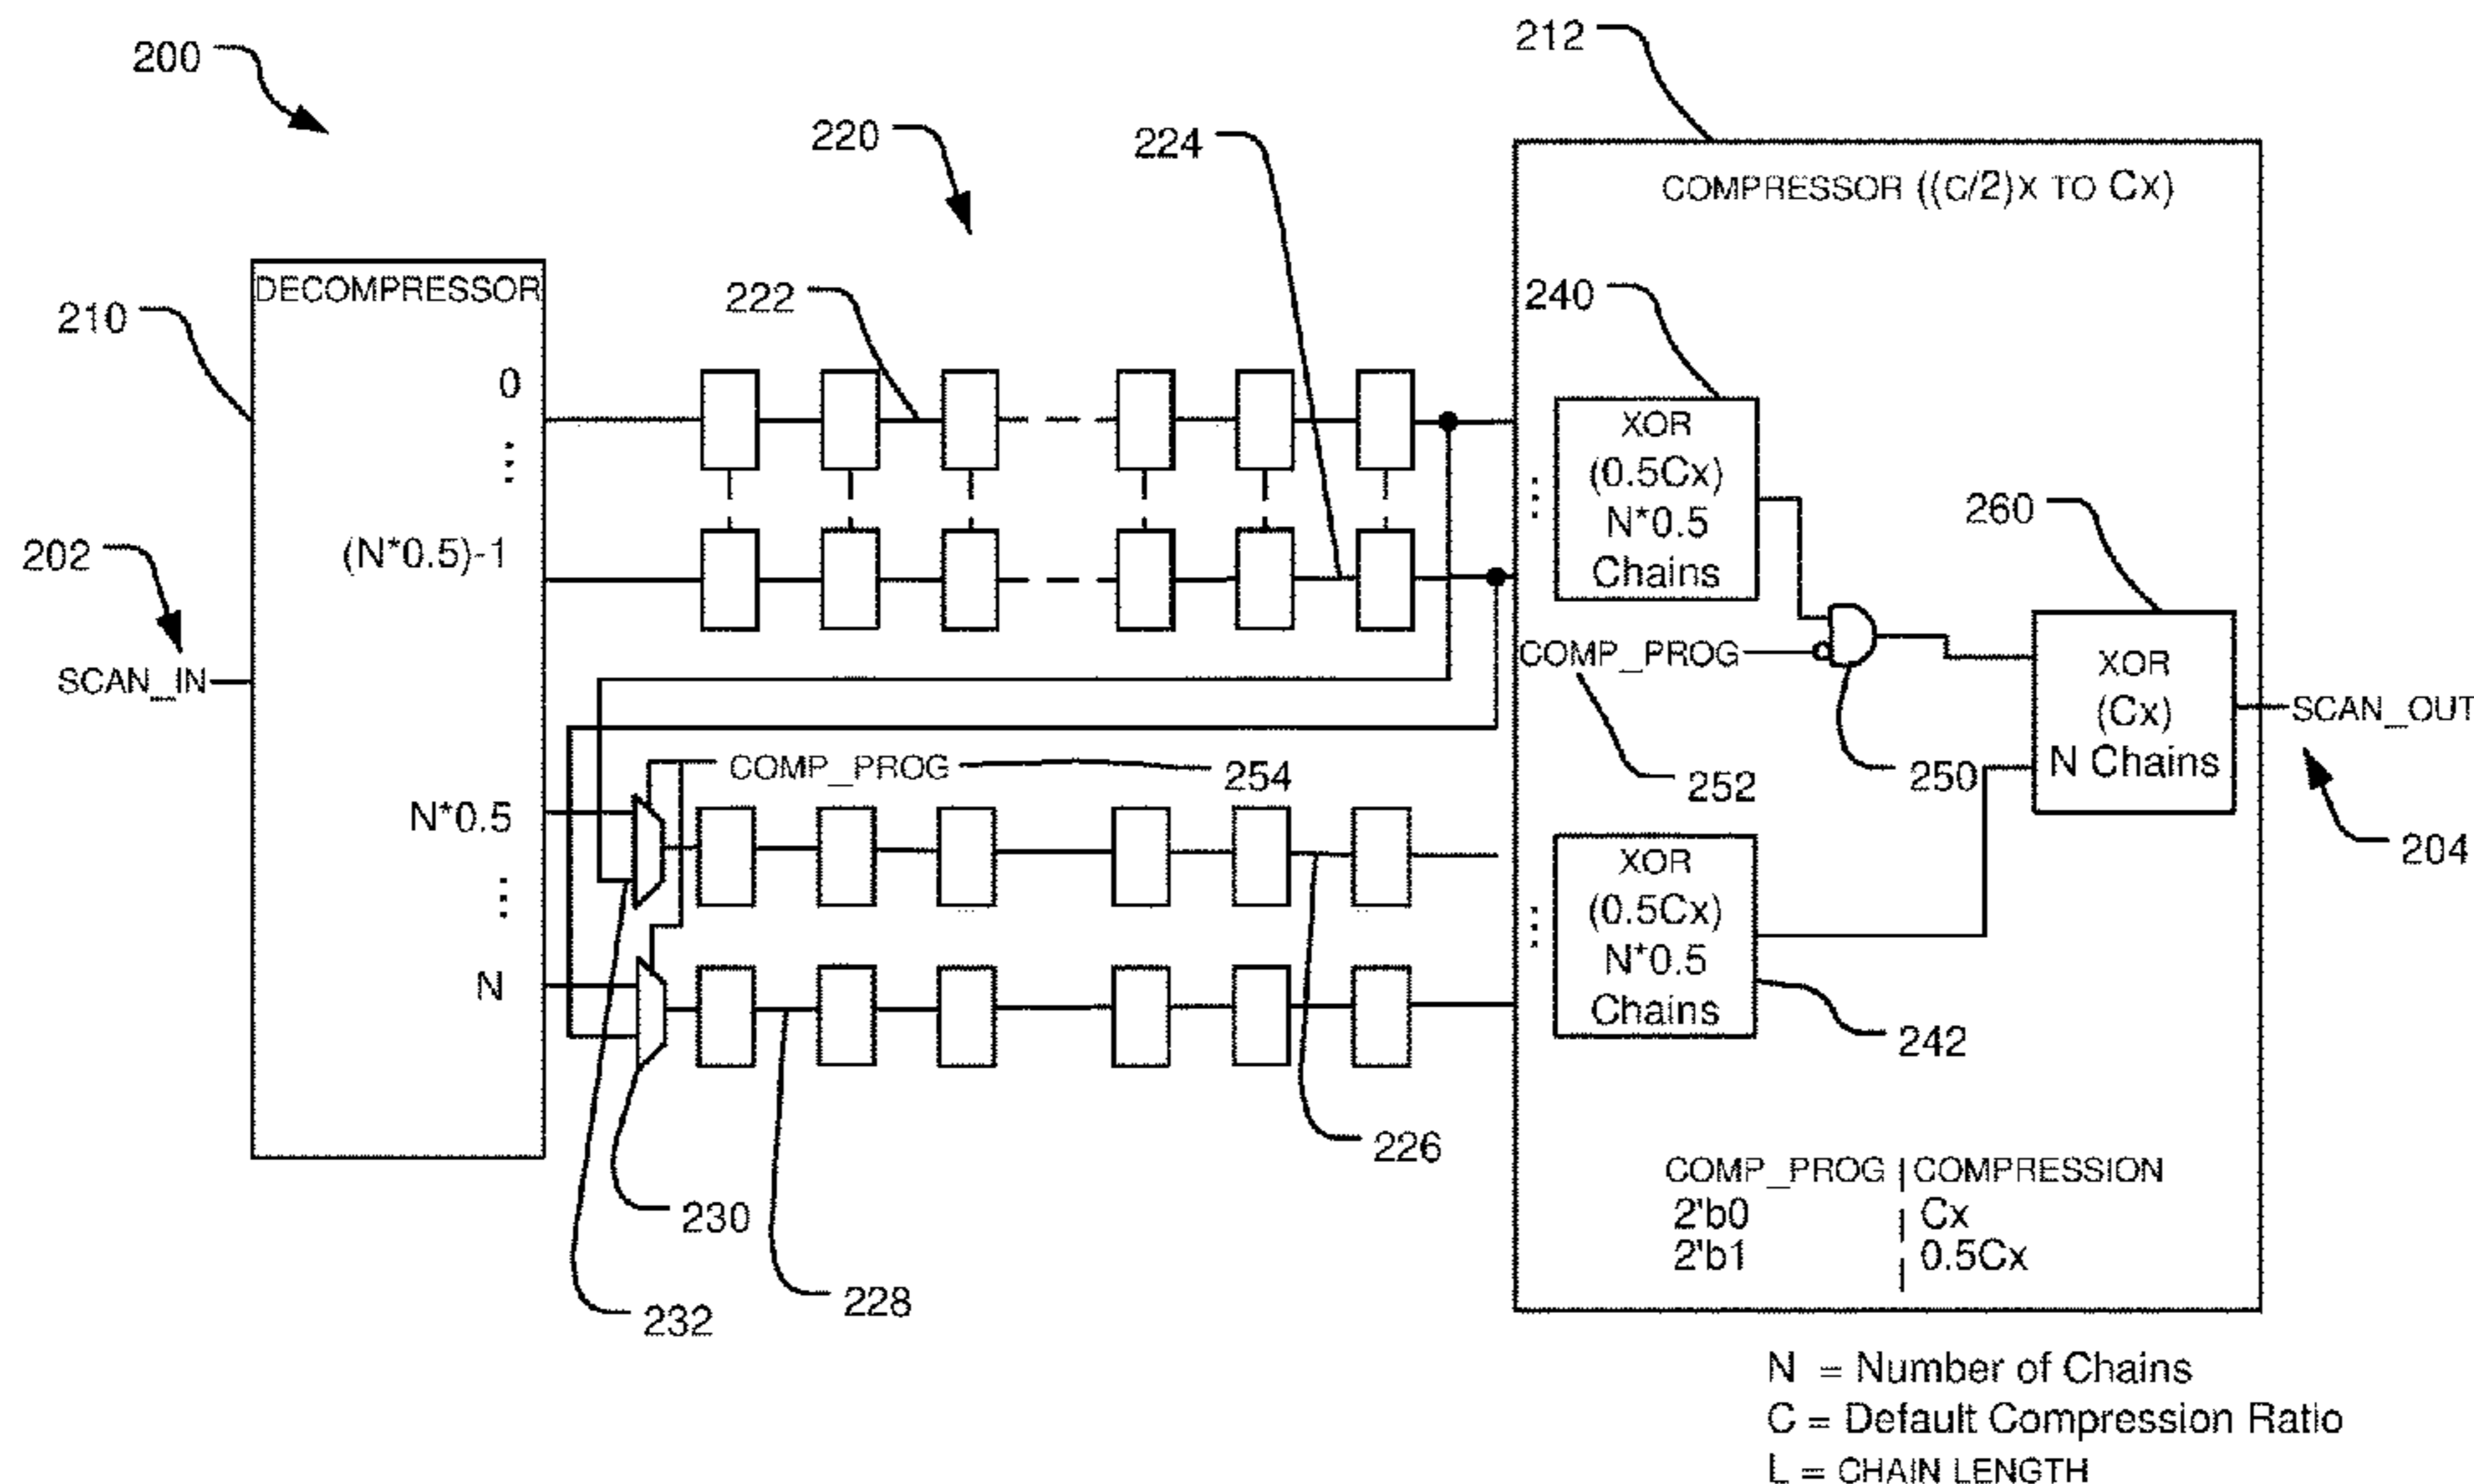 200
212
220
224
COMPRESSOR ((C/2)X TO Cx)
DECOMPRESSOR
210
222
240
0
XOR
(0.5Cx)
N*0.5
Chains
⋮
⋮
260
202
(N*0.5)-1
SCAN_IN
COMP_PROG
XOR
(Cx)
N Chains
SCAN_OUT
COMP_PROG
254
252
250
204
N*0.5
XOR
(0.5Cx)
N*0.5
Chains
⋮
⋮
N
242
226
230
228
232
COMP_PROG | COMPRESSION
2'b0 | Cx
2'b1 | 0.5Cx
N = Number of Chains
C = Default Compression Ratio
L = CHAIN LENGTH